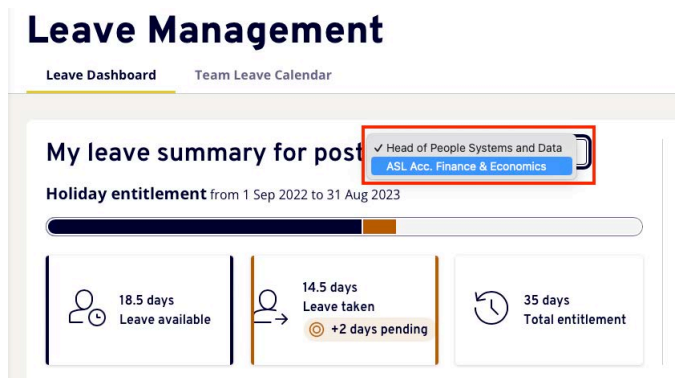 Leave Management
Leave Dashboard Team Leave Calendar
My leave summary for post
✓ Head of People Systems and Data
ASL Acc. Finance & Economics
Holiday entitlement from 1 Sep 2022 to 31 Aug 2023
18.5 days
Leave available
14.5 days
Leave taken
+2 days pending
35 days
Total entitlement